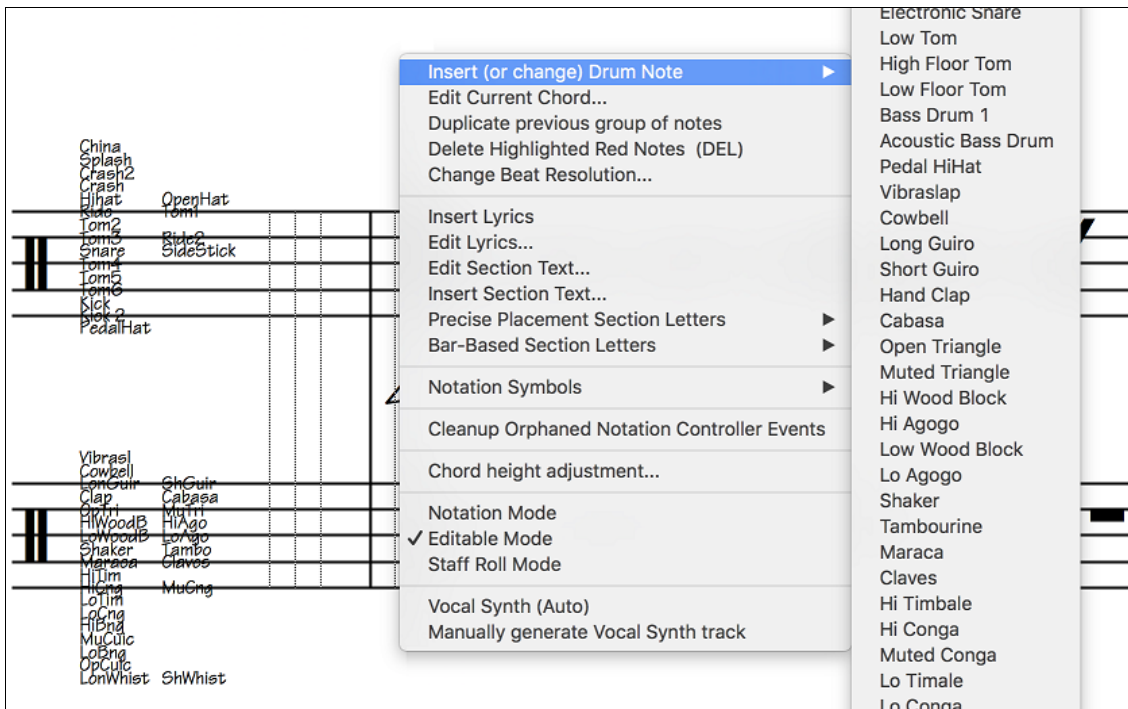 China
Splash
Crash2
Crash
Hihat OpenHat
Ride Tom1
Tom2
Tom3 Ride2
Snare SideStick
Tom4
Tom5
Tom6
Kick
Kick 2
PedalHat
Vibrasl
Cowbell
LonGuir ShGuir
Clap Cabasa
OpTri MuTri
HiWoodB HiAgo
LoWoodB LoAgo
Shaker Tambo
Maraca Claves
HiTim
HiCng MuCng
LoTim
LoCng
HiBng
MuCuic
LoBng
OpCuic
LonWhist ShWhist
Insert (or change) Drum Note
Edit Current Chord...
Duplicate previous group of notes
Delete Highlighted Red Notes (DEL)
Change Beat Resolution...
Insert Lyrics
Edit Lyrics...
Edit Section Text...
Insert Section Text...
Precise Placement Section Letters
Bar-Based Section Letters
Notation Symbols
Cleanup Orphaned Notation Controller Events
Chord height adjustment...
Notation Mode
Editable Mode
Staff Roll Mode
Vocal Synth (Auto)
Manually generate Vocal Synth track
Electronic Snare
Low Tom
High Floor Tom
Low Floor Tom
Bass Drum 1
Acoustic Bass Drum
Pedal HiHat
Vibraslap
Cowbell
Long Guiro
Short Guiro
Hand Clap
Cabasa
Open Triangle
Muted Triangle
Hi Wood Block
Hi Agogo
Low Wood Block
Lo Agogo
Shaker
Tambourine
Maraca
Claves
Hi Timbale
Hi Conga
Muted Conga
Lo Timale
Lo Conga